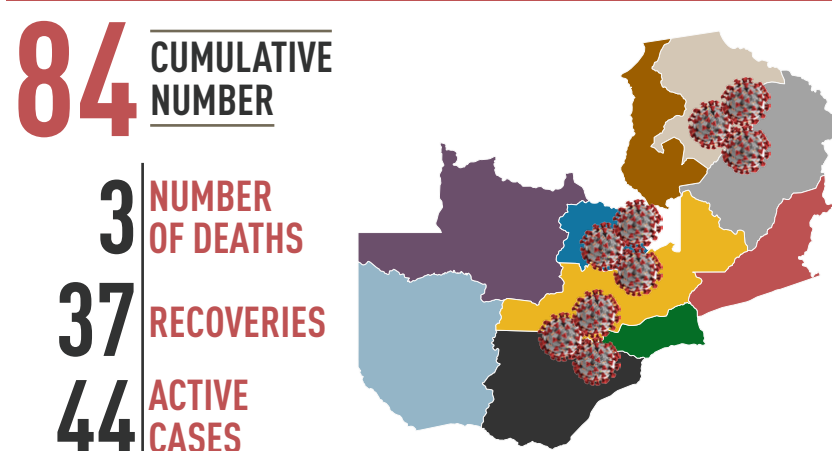 84
CUMULATIVE
NUMBER
3
NUMBER
OF DEATHS
37
RECOVERIES
44
ACTIVE
CASES